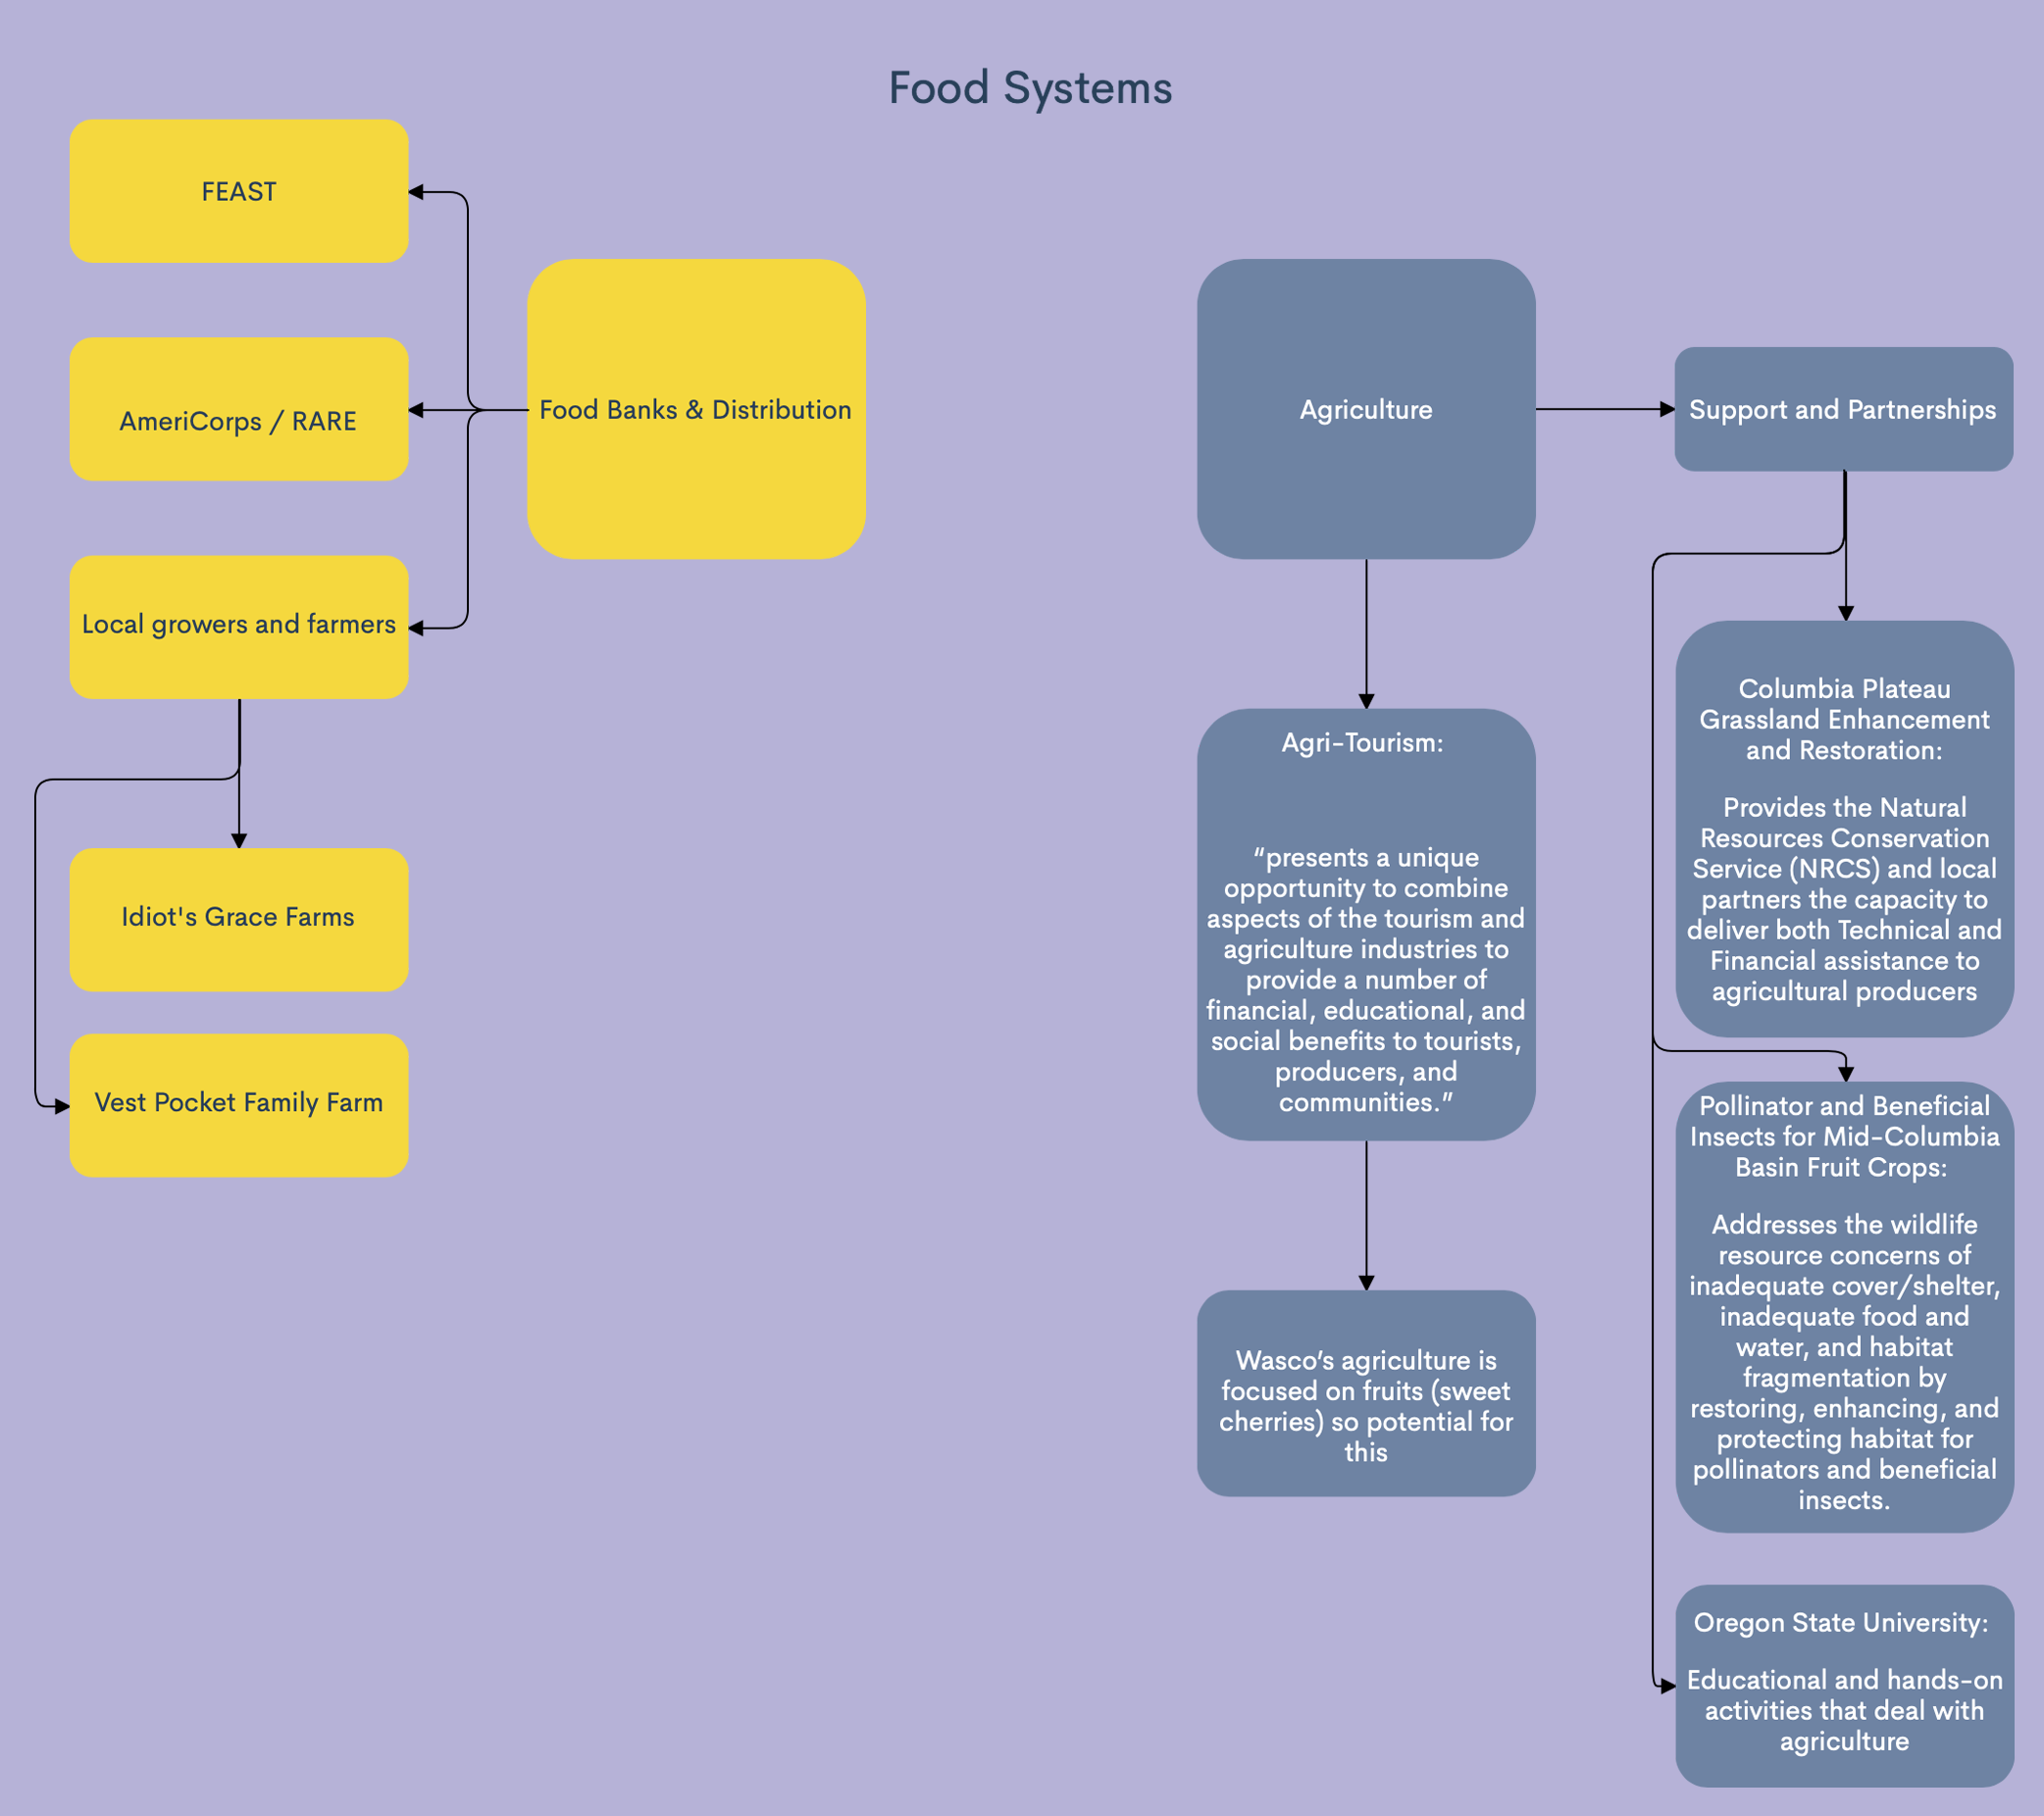 Food Systems
FEAST
AmeriCorps / RARE
Food Banks & Distribution
Local growers and farmers
Idiot's Grace Farms
Vest Pocket Family Farm
Agriculture
Support and Partnerships
Agri-Tourism:
“presents a unique
opportunity to combine
aspects of the tourism and
agriculture industries to
provide a number of
financial, educational, and
social benefits to tourists,
producers, and
communities.”
Wasco’s agriculture is
focused on fruits (sweet
cherries) so potential for
this
Columbia Plateau
Grassland Enhancement
and Restoration:
Provides the Natural
Resources Conservation
Service (NRCS) and local
partners the capacity to
deliver both Technical and
Financial assistance to
agricultural producers
Pollinator and Beneficial
Insects for Mid-Columbia
Basin Fruit Crops:
Addresses the wildlife
resource concerns of
inadequate cover/shelter,
inadequate food and
water, and habitat
fragmentation by
restoring, enhancing, and
protecting habitat for
pollinators and beneficial
insects.
Oregon State University:
Educational and hands-on
activities that deal with
agriculture